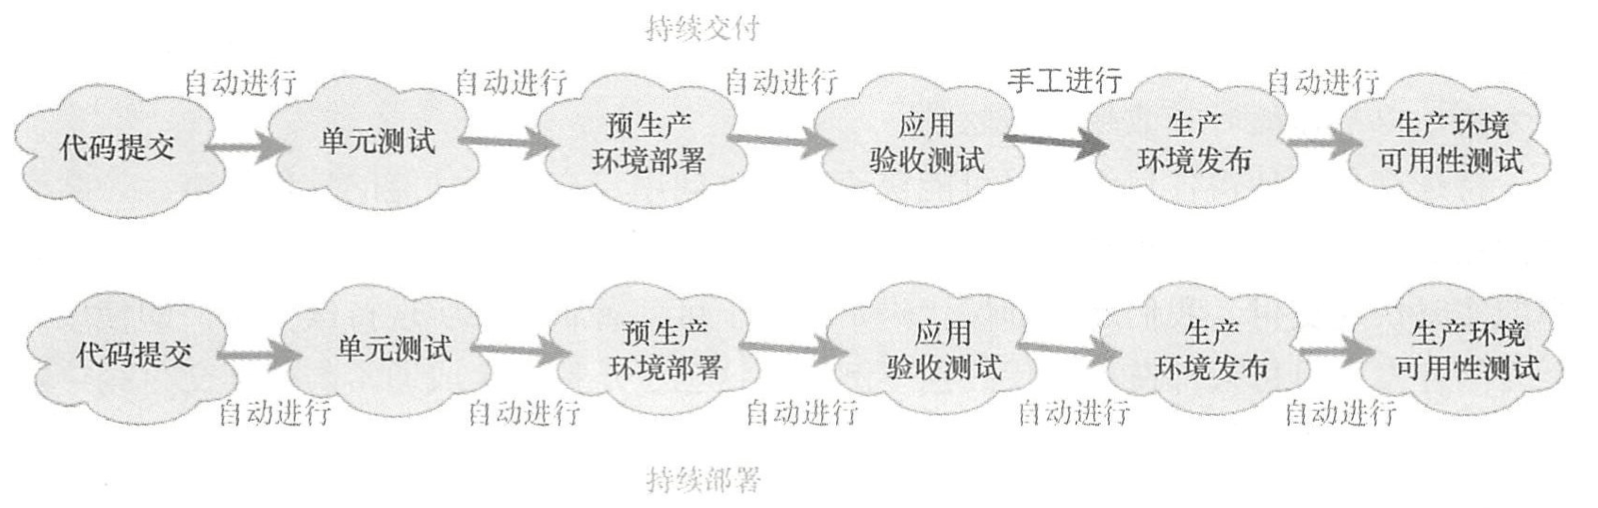 持续交付
自动进行 自动进行 自动进行 手工进行 自动进行
代码提交 单元测试 预生产 应用 生产 生产环境
环境部署 验收测试 环境发布 可用性测试
代码提交 单元测试 预生产 应用 生产 生产环境
环境部署 验收测试 环境发布 可用性测试
自动进行 自动进行 自动进行 自动进行 自动进行
持续部署